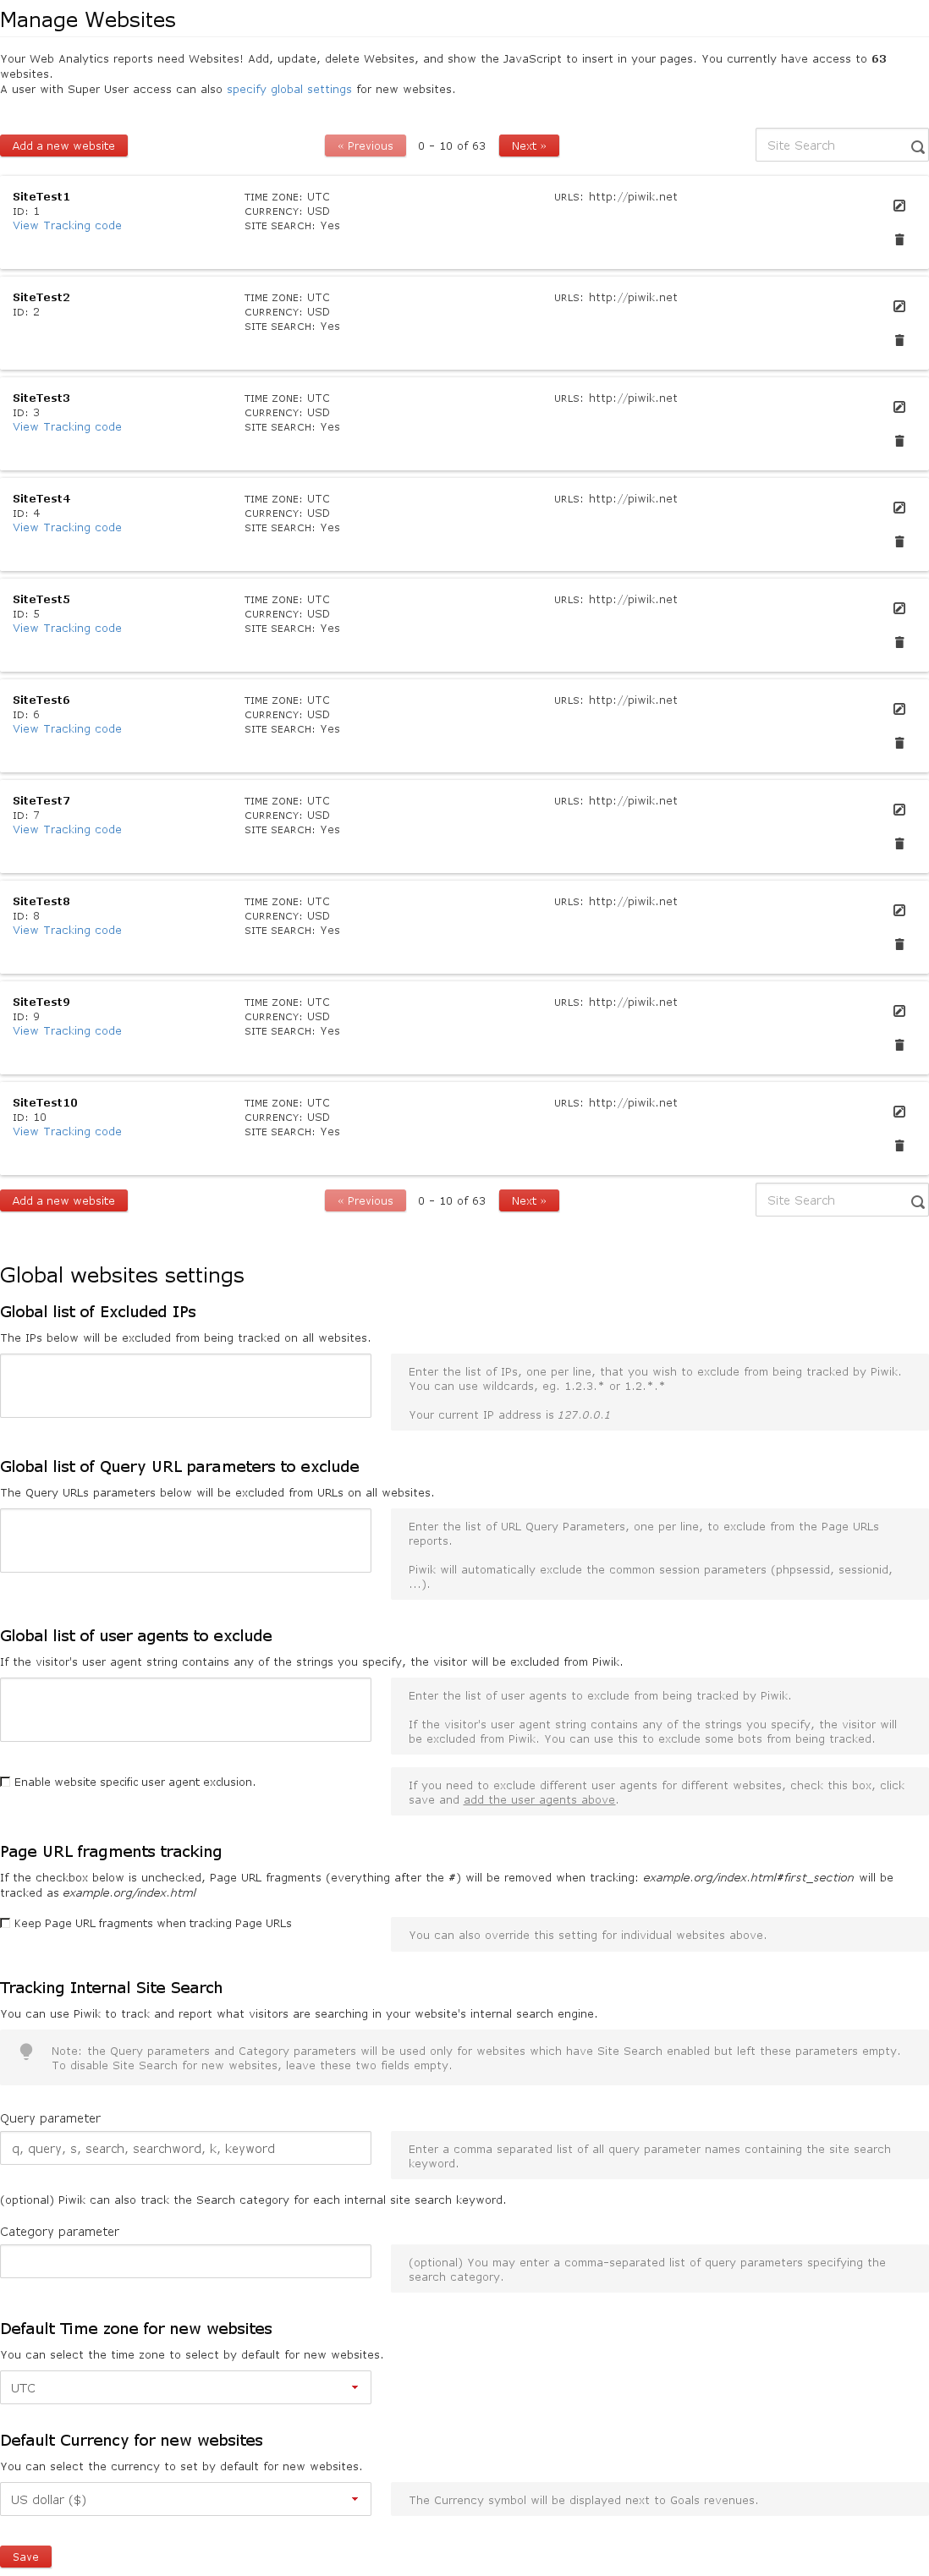 Manage Websites
Your Web Analytics reports need Websites! Add, update, delete Websites, and show the JavaScript to insert in your pages. You currently have access to 63
websites.
A user with Super User access can also specify global settings for new websites.
Add a new website « Previous 0 - 10 of 63 Next » Site Search
SiteTest1 TIME ZONE: UTC URLS: http://piwik.net
ID: 1 CURRENCY: USD
View Tracking code SITE SEARCH: Yes
SiteTest2 TIME ZONE: UTC URLS: http://piwik.net
ID: 2 CURRENCY: USD
SITE SEARCH: Yes
SiteTest3 TIME ZONE: UTC URLS: http://piwik.net
ID: 3 CURRENCY: USD
View Tracking code SITE SEARCH: Yes
SiteTest4 TIME ZONE: UTC URLS: http://piwik.net
ID: 4 CURRENCY: USD
View Tracking code SITE SEARCH: Yes
SiteTest5 TIME ZONE: UTC URLS: http://piwik.net
ID: 5 CURRENCY: USD
View Tracking code SITE SEARCH: Yes
SiteTest6 TIME ZONE: UTC URLS: http://piwik.net
ID: 6 CURRENCY: USD
View Tracking code SITE SEARCH: Yes
SiteTest7 TIME ZONE: UTC URLS: http://piwik.net
ID: 7 CURRENCY: USD
View Tracking code SITE SEARCH: Yes
SiteTest8 TIME ZONE: UTC URLS: http://piwik.net
ID: 8 CURRENCY: USD
View Tracking code SITE SEARCH: Yes
SiteTest9 TIME ZONE: UTC URLS: http://piwik.net
ID: 9 CURRENCY: USD
View Tracking code SITE SEARCH: Yes
SiteTest10 TIME ZONE: UTC URLS: http://piwik.net
ID: 10 CURRENCY: USD
View Tracking code SITE SEARCH: Yes
Add a new website « Previous 0 - 10 of 63 Next » Site Search
Global websites settings
Global list of Excluded IPs
The IPs below will be excluded from being tracked on all websites.
Enter the list of IPs, one per line, that you wish to exclude from being tracked by Piwik.
You can use wildcards, eg. 1.2.3.* or 1.2.*.*
Your current IP address is 127.0.0.1
Global list of Query URL parameters to exclude
The Query URLs parameters below will be excluded from URLs on all websites.
Enter the list of URL Query Parameters, one per line, to exclude from the Page URLs
reports.
Piwik will automatically exclude the common session parameters (phpsessid, sessionid,
...).
Global list of user agents to exclude
If the visitor's user agent string contains any of the strings you specify, the visitor will be excluded from Piwik.
Enter the list of user agents to exclude from being tracked by Piwik.
If the visitor's user agent string contains any of the strings you specify, the visitor will
be excluded from Piwik. You can use this to exclude some bots from being tracked.
Enable website specific user agent exclusion.
If you need to exclude different user agents for different websites, check this box, click
save and add the user agents above.
Page URL fragments tracking
If the checkbox below is unchecked, Page URL fragments (everything after the #) will be removed when tracking: example.org/index.html#first_section will be
tracked as example.org/index.html
Keep Page URL fragments when tracking Page URLs
You can also override this setting for individual websites above.
Tracking Internal Site Search
You can use Piwik to track and report what visitors are searching in your website's internal search engine.
Note: the Query parameters and Category parameters will be used only for websites which have Site Search enabled but left these parameters empty.
To disable Site Search for new websites, leave these two fields empty.
Query parameter
q, query, s, search, searchword, k, keyword
Enter a comma separated list of all query parameter names containing the site search
keyword.
(optional) Piwik can also track the Search category for each internal site search keyword.
Category parameter
(optional) You may enter a comma-separated list of query parameters specifying the
search category.
Default Time zone for new websites
You can select the time zone to select by default for new websites.
UTC
Default Currency for new websites
You can select the currency to set by default for new websites.
US dollar ($) The Currency symbol will be displayed next to Goals revenues.
Save